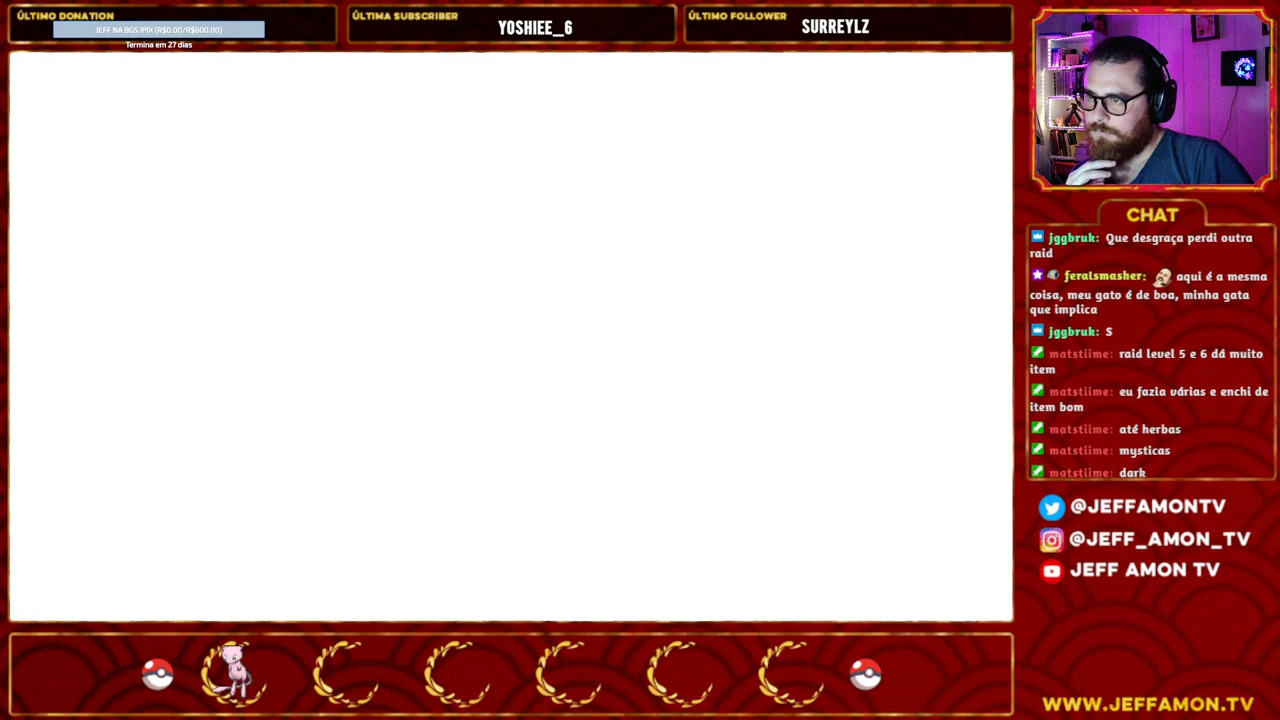 ÚLTIMO DONATION
JEFF NA BGS IPIX (R$0.00/R$600.00)
Termina em 27 dias
ÚLTIMA SUBSCRIBER
YOSHIEE_6
ÚLTIMO FOLLOWER
SURREYLZ
CHAT
jggbruk: Que desgraça perdi outra
raid
feralsmasher: aqui é a mesma
coisa, meu gato é de boa, minha gata
que implica
jggbruk: S
matstiime: raid level 5 e 6 dá muito
item
matstiime: eu fazia várias e enchi de
item bom
matstiime: até herbas
matstiime: mysticas
matstiime: dark
@JEFFAMONTV
@JEFF_AMON_TV
JEFF AMON TV
WWW.JEFFAMON.TV